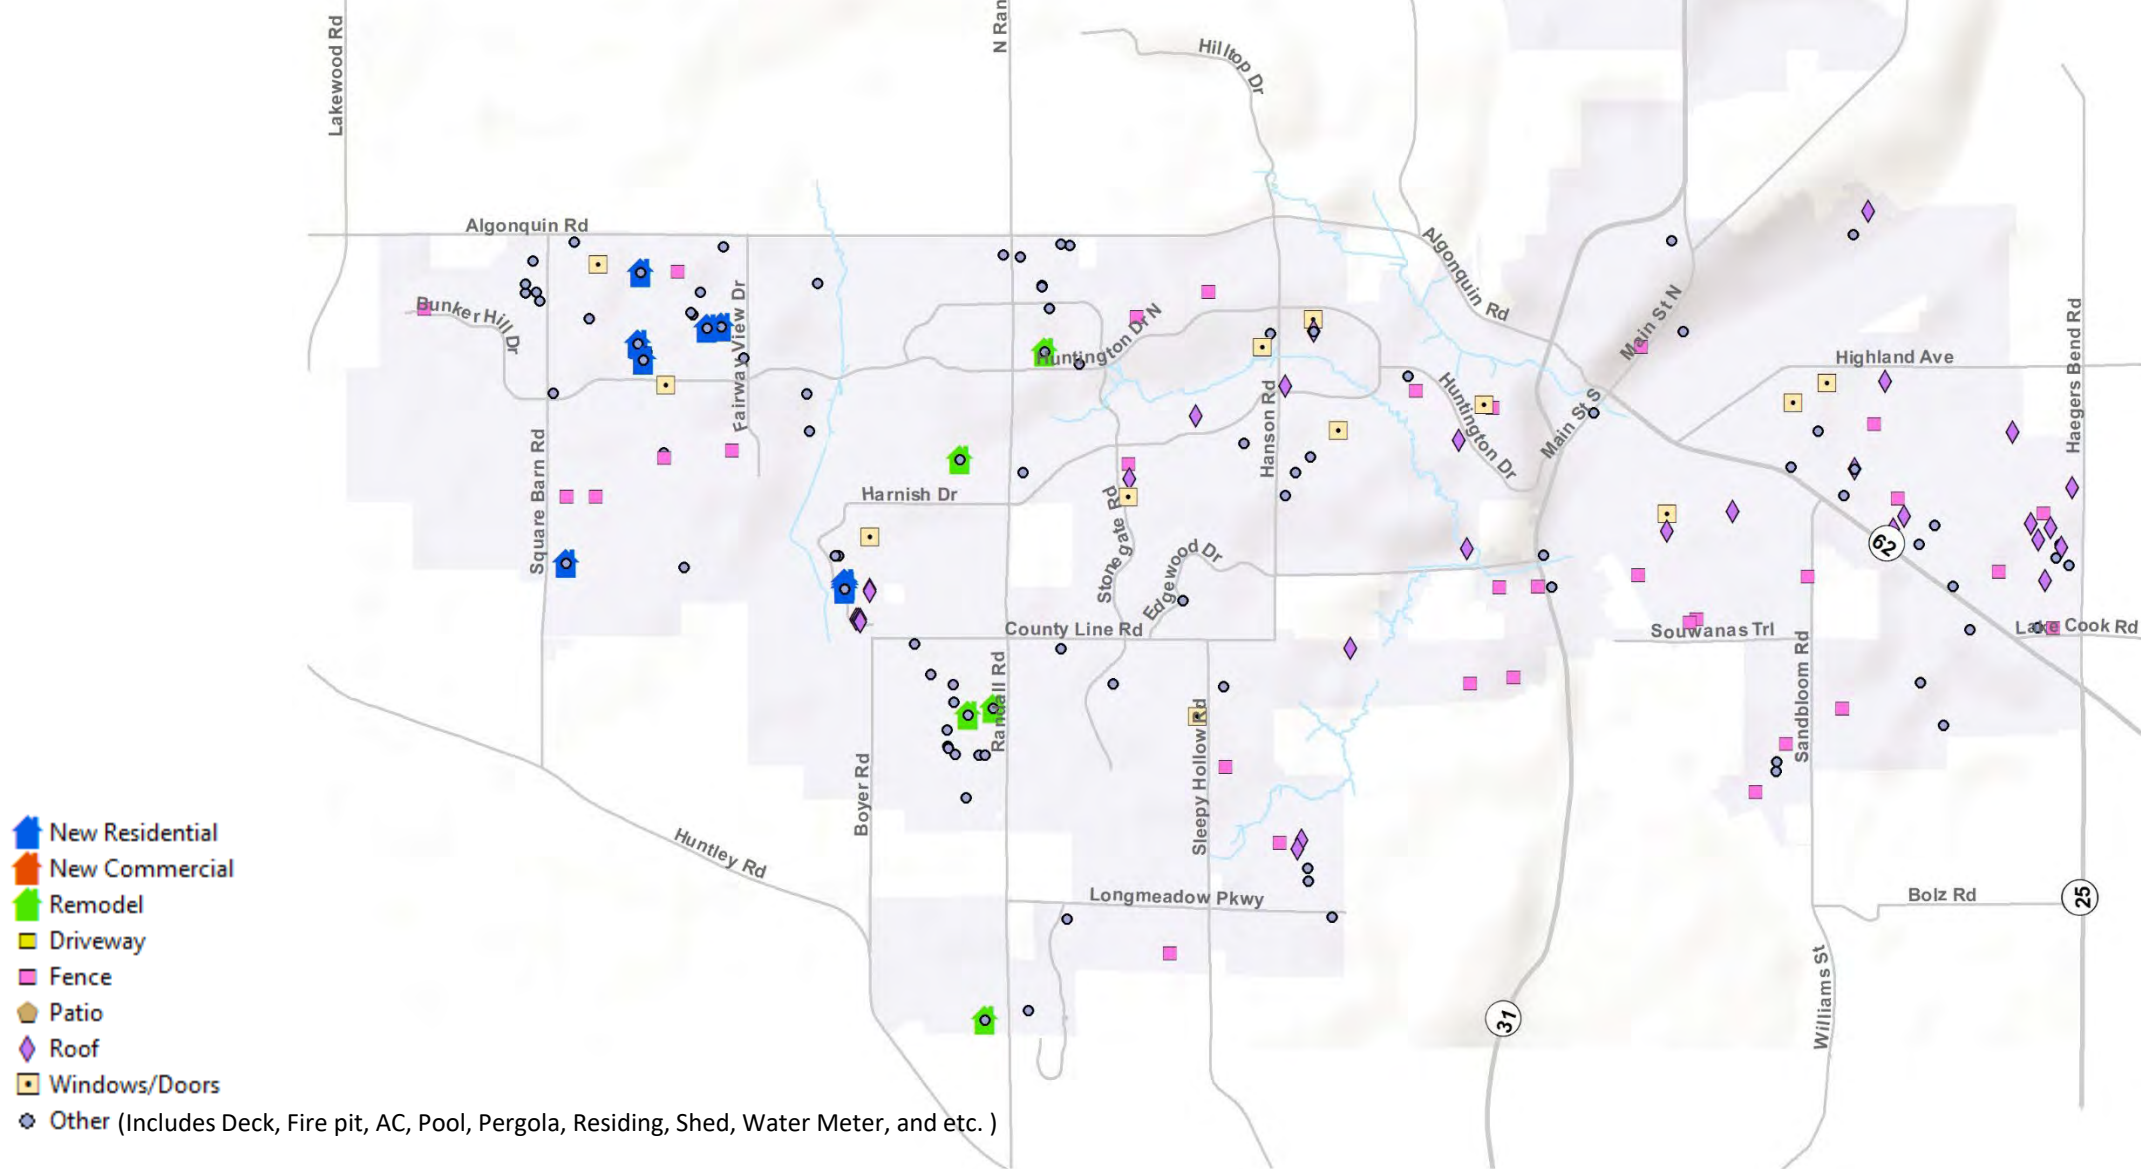 Lakewood Rd
N Ran
Hilltop Dr
Algonquin Rd
Algonquin Rd
Bunker Hill Dr
Fairway View Dr
Huntington Dr N
Main St N
Highland Ave
Haegers Bend Rd
Hanson Rd
Huntington Dr
Main St S
Square Barn Rd
Harnish Dr
Stonegate Rd
Edgewood Dr
62
County Line Rd
Souwanas Trl
Lake Cook Rd
Randall Rd
Sandbloom Rd
Boyer Rd
Sleepy Hollow Rd
Huntley Rd
Longmeadow Pkwy
Bolz Rd
25
Williams St
31
New Residential
New Commercial
Remodel
Driveway
Fence
Patio
Roof
Windows/Doors
Other (Includes Deck, Fire pit, AC, Pool, Pergola, Residing, Shed, Water Meter, and etc. )